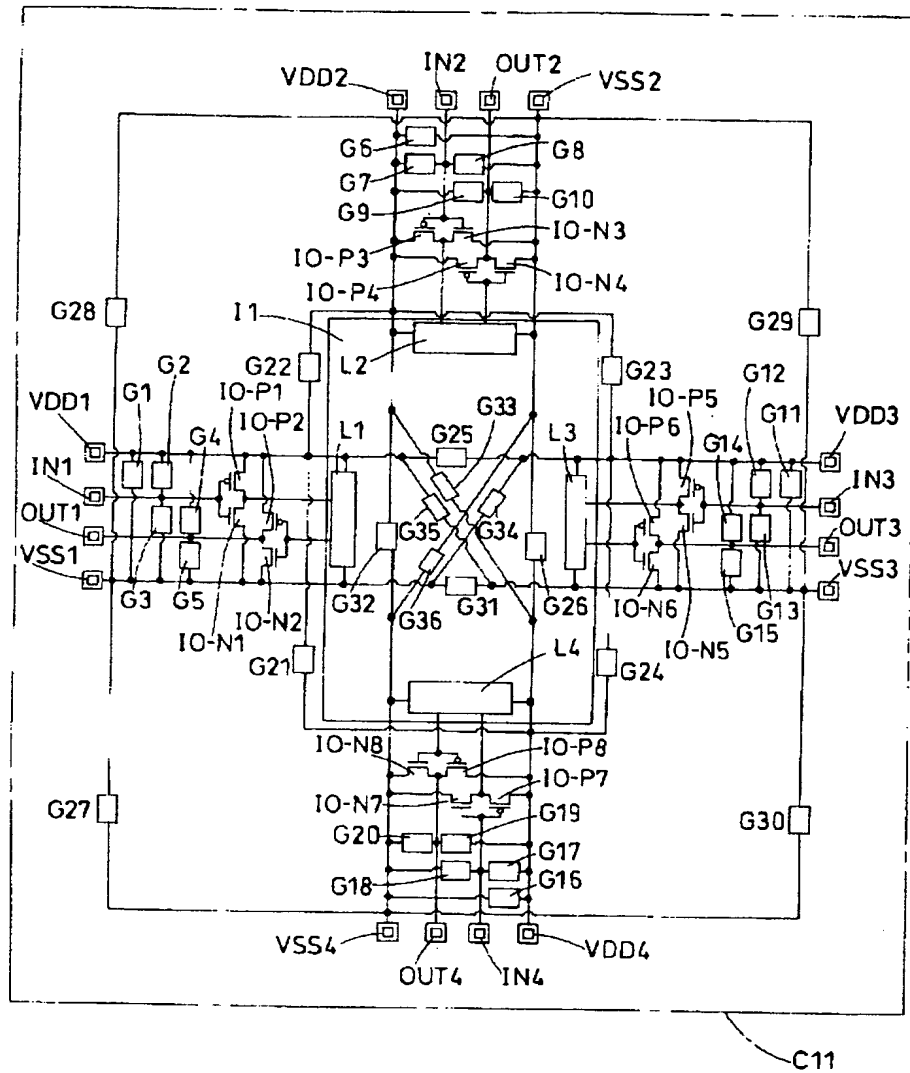 IN2 OUT2
VDD2 VSS2
G6 G8
G7
G9 G10
IO-P3 IO-N3
IO-P4 IO-N4
G28 I1 G29
L2
G22 G23
IO-P1 IO-P5 G12
G1 G2 IO-P2 G33 IO-P6 G11
VDD1 G4 L1 G25 L3 G14 VDD3
IN1 IN3
OUT1 G35 G34 OUT3
VSS1 VSS3
G3 G5 IO-N2 G32 G36 G31 G26 IO-N6 G15 G13
IO-N1 IO-N5
G21 L4 G24
IO-N8 IO-P8
IO-P7
G27 IO-N7 G30
G20 G19
G18 G17
G16
VSS4 VDD4
OUT4 IN4
C11